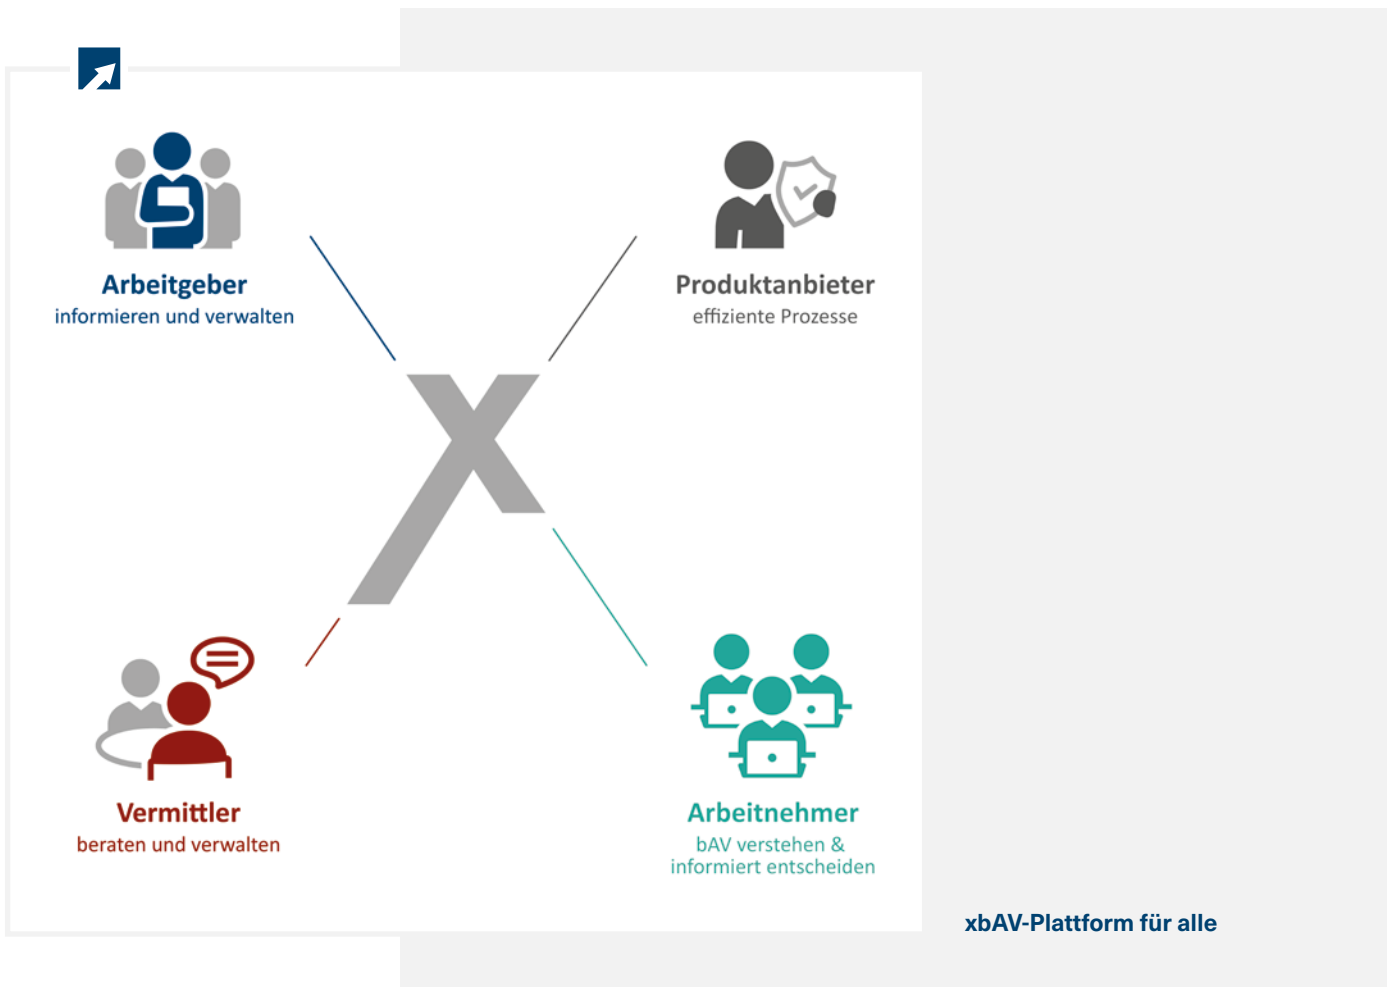 Arbeitgeber
informieren und verwalten
Produktanbieter
effiziente Prozesse
Vermittler
beraten und verwalten
Arbeitnehmer
bAV verstehen &
informiert entscheiden
xbAV-Plattform für alle